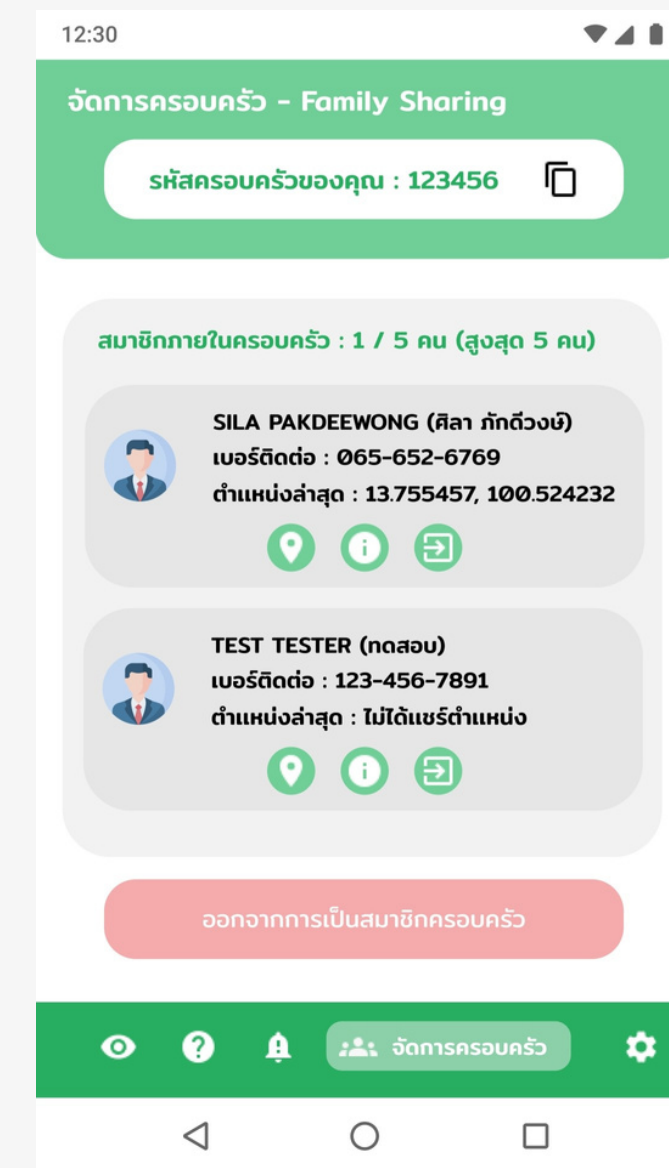 12:30
จัดการครอบครัว - Family Sharing
รหัสครอบครัวของคุณ : 123456
สมาชิกภายในครอบครัว : 1 / 5 คน (สูงสุด 5 คน)
SILA PAKDEEWONG (ศิลา ภักดีวงษ์)
เบอร์ติดต่อ : 065-652-6769
ตำแหน่งล่าสุด : 13.755457, 100.524232
TEST TESTER (ทดสอบ)
เบอร์ติดต่อ : 123-456-7891
ตำแหน่งล่าสุด : ไม่ได้แชร์ตำแหน่ง
ออกจากการเป็นสมาชิกครอบครัว
จัดการครอบครัว